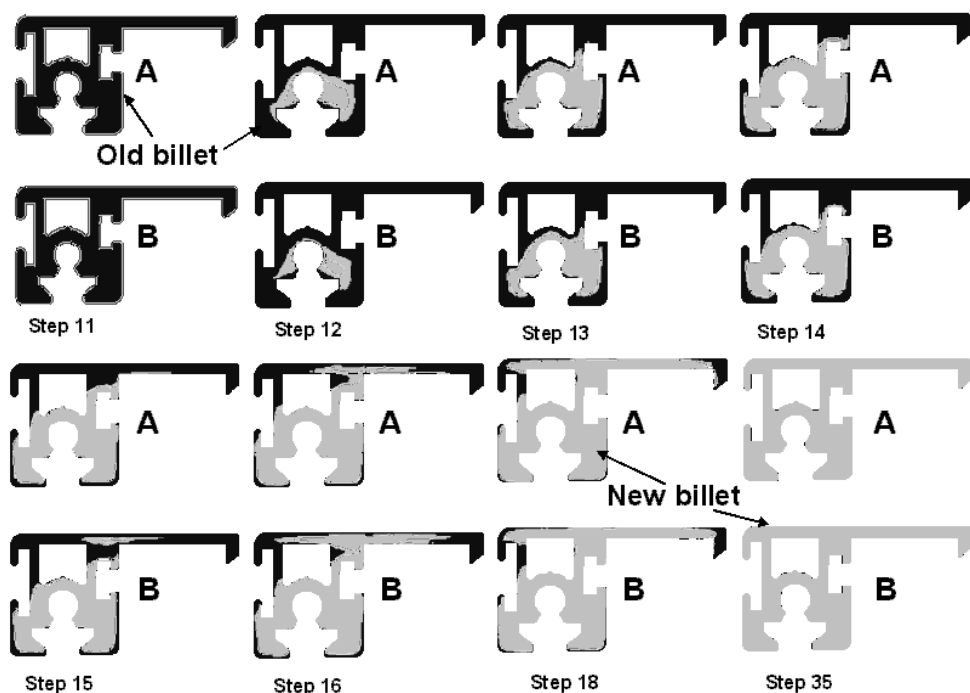 A A A A
Old billet
B B B B
Step 11 Step 12 Step 13 Step 14
A A A A
New billet
B B B B
Step 15 Step 16 Step 18 Step 35